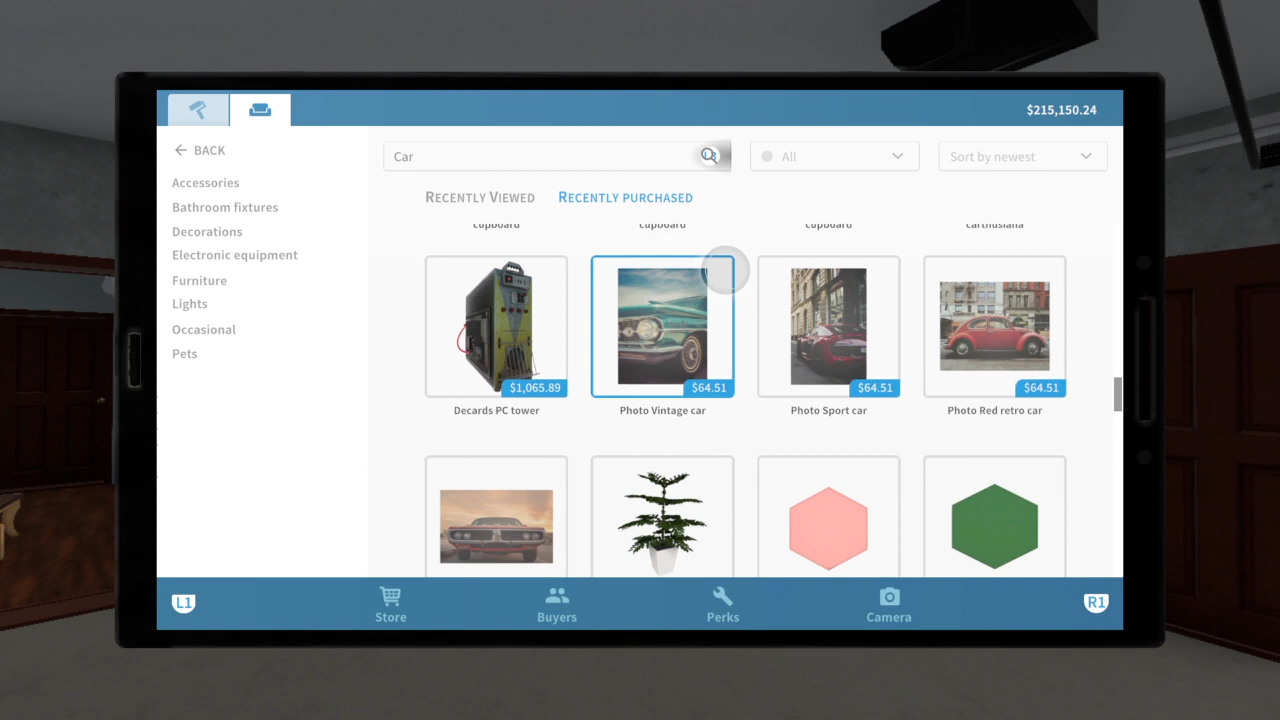 $215,150.24
BACK
Car
All
Sort by newest
Accessories
Bathroom fixtures
Decorations
Electronic equipment
Furniture
Lights
Occasional
Pets
RECENTLY VIEWED
RECENTLY PURCHASED
cupboard
cupboard
cupboard
carthusiana
$1,065.89
$64.51
$64.51
$64.51
Decards PC tower
Photo Vintage car
Photo Sport car
Photo Red retro car
L1
Store
Buyers
Perks
Camera
R1